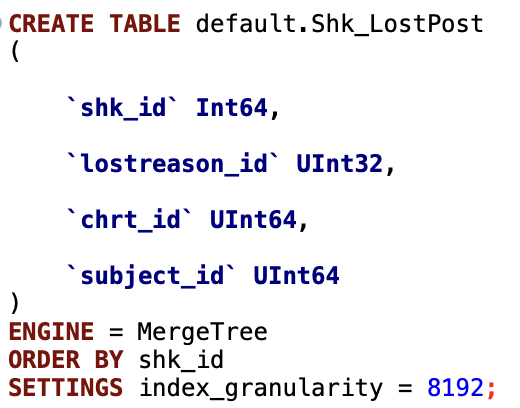 CREATE TABLE default.Shk_LostPost
(
`shk_id` Int64,
`lostreason_id` UInt32,
`chrt_id` UInt64,
`subject_id` UInt64
)
ENGINE = MergeTree
ORDER BY shk_id
SETTINGS index_granularity = 8192;